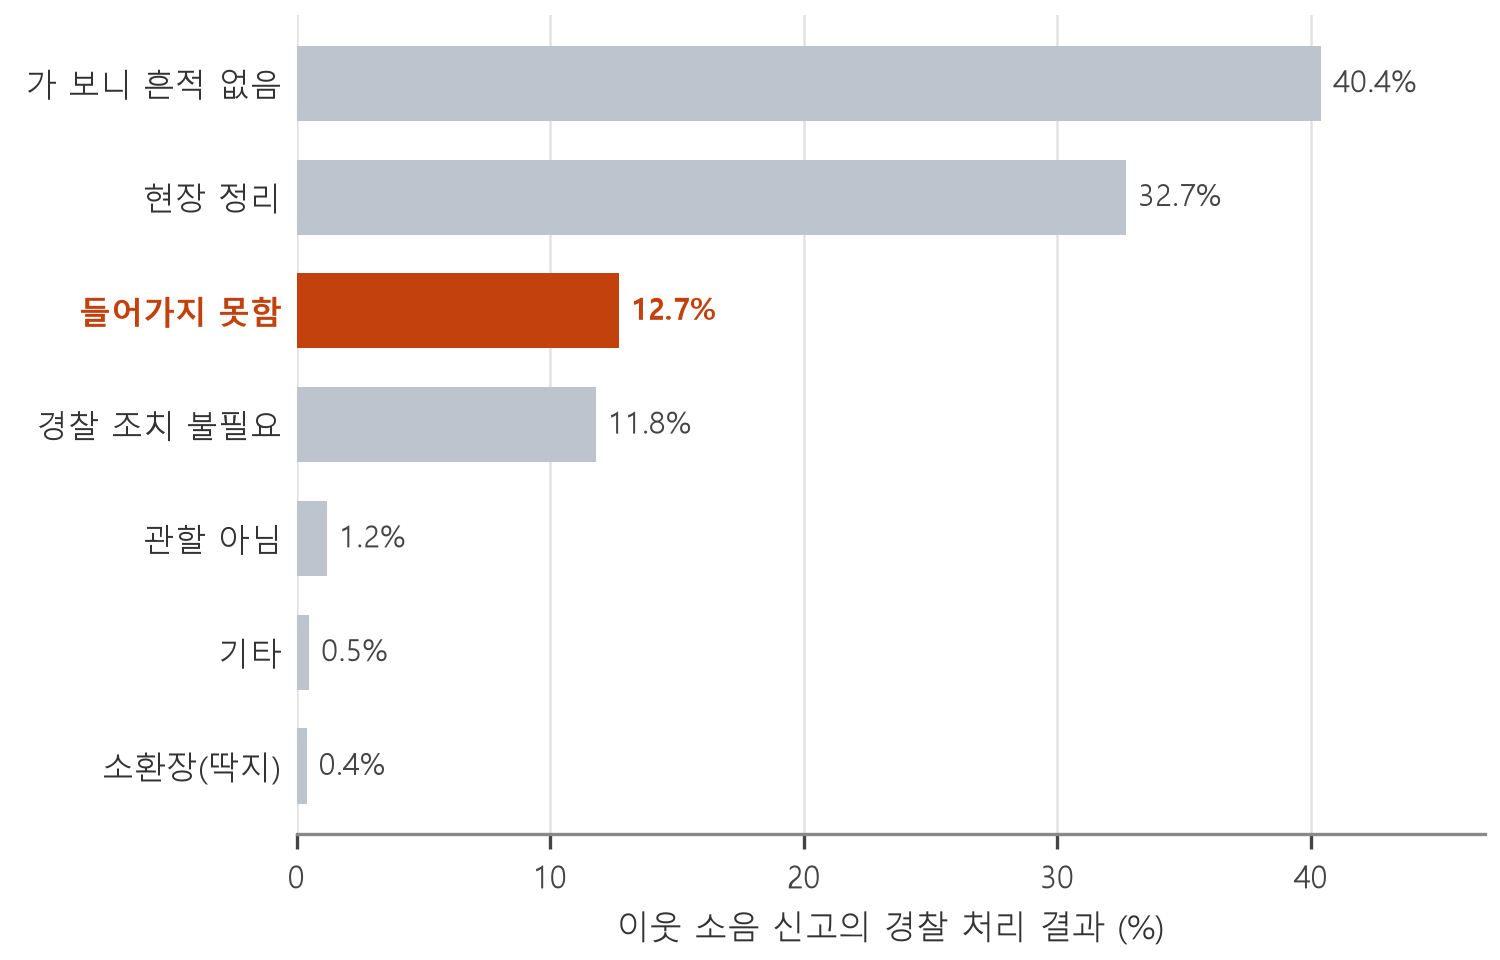 가 보니 흔적 없음 40.4%
현장 정리 32.7%
들어가지 못함 12.7%
경찰 조치 불필요 11.8%
관할 아님 1.2%
기타 0.5%
소환장(딱지) 0.4%
0 10 20 30 40
이웃 소음 신고의 경찰 처리 결과 (%)